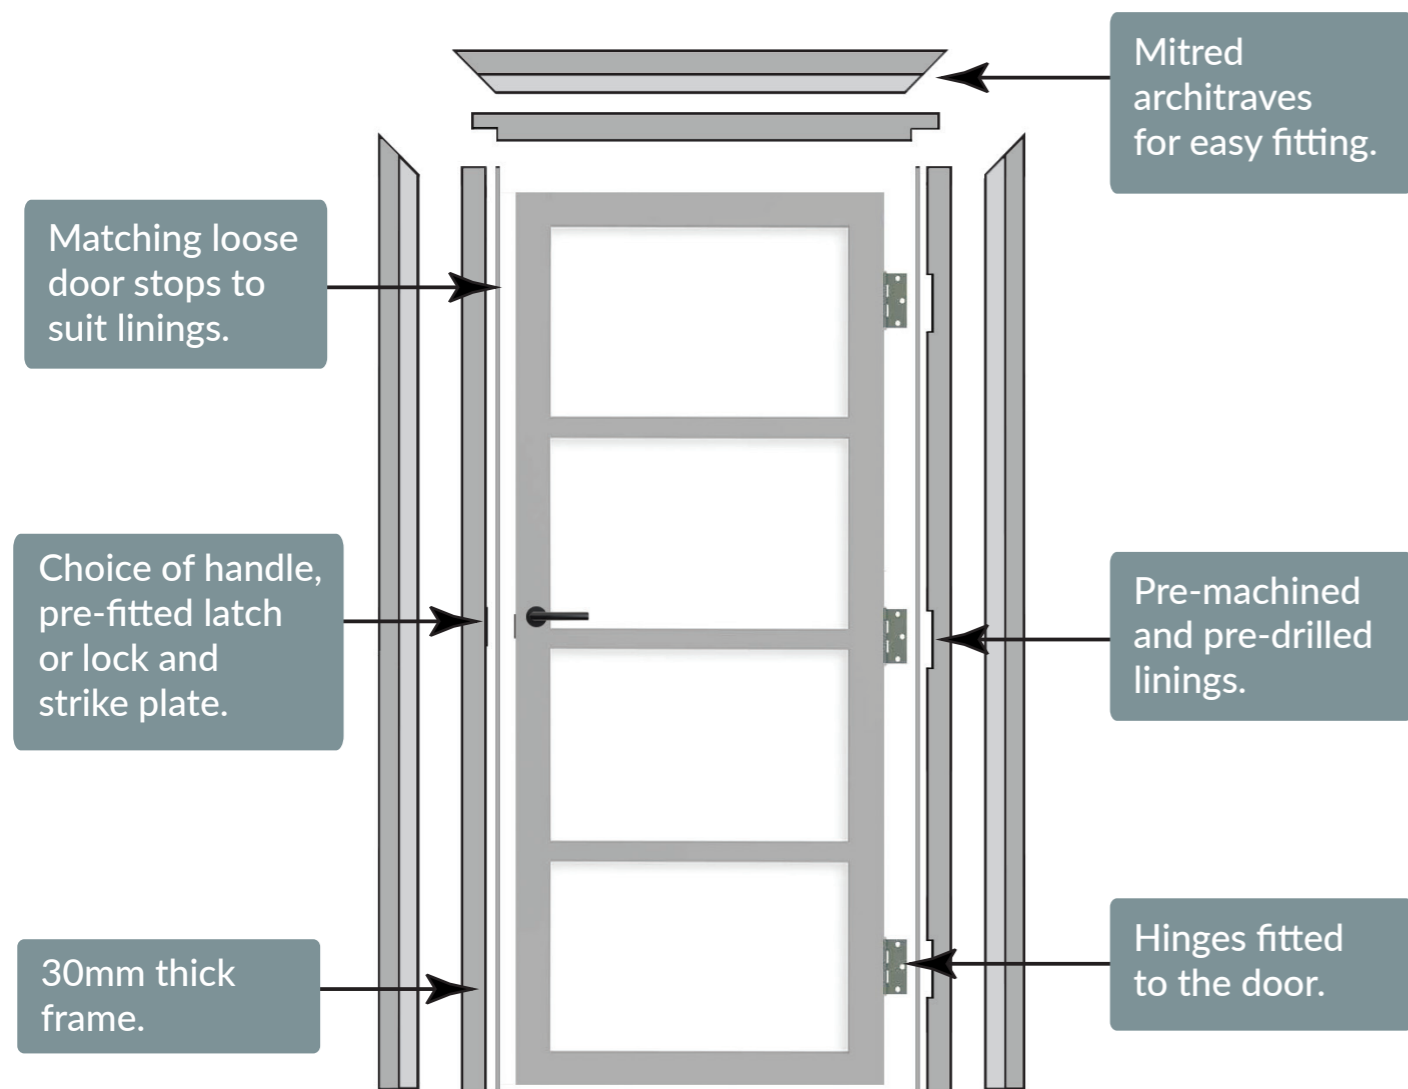 Mitred
architraves
for easy fitting.
Matching loose
door stops to
suit linings.
Choice of handle,
pre-fitted latch
or lock and
strike plate.
Pre-machined
and pre-drilled
linings.
30mm thick
frame.
Hinges fitted
to the door.